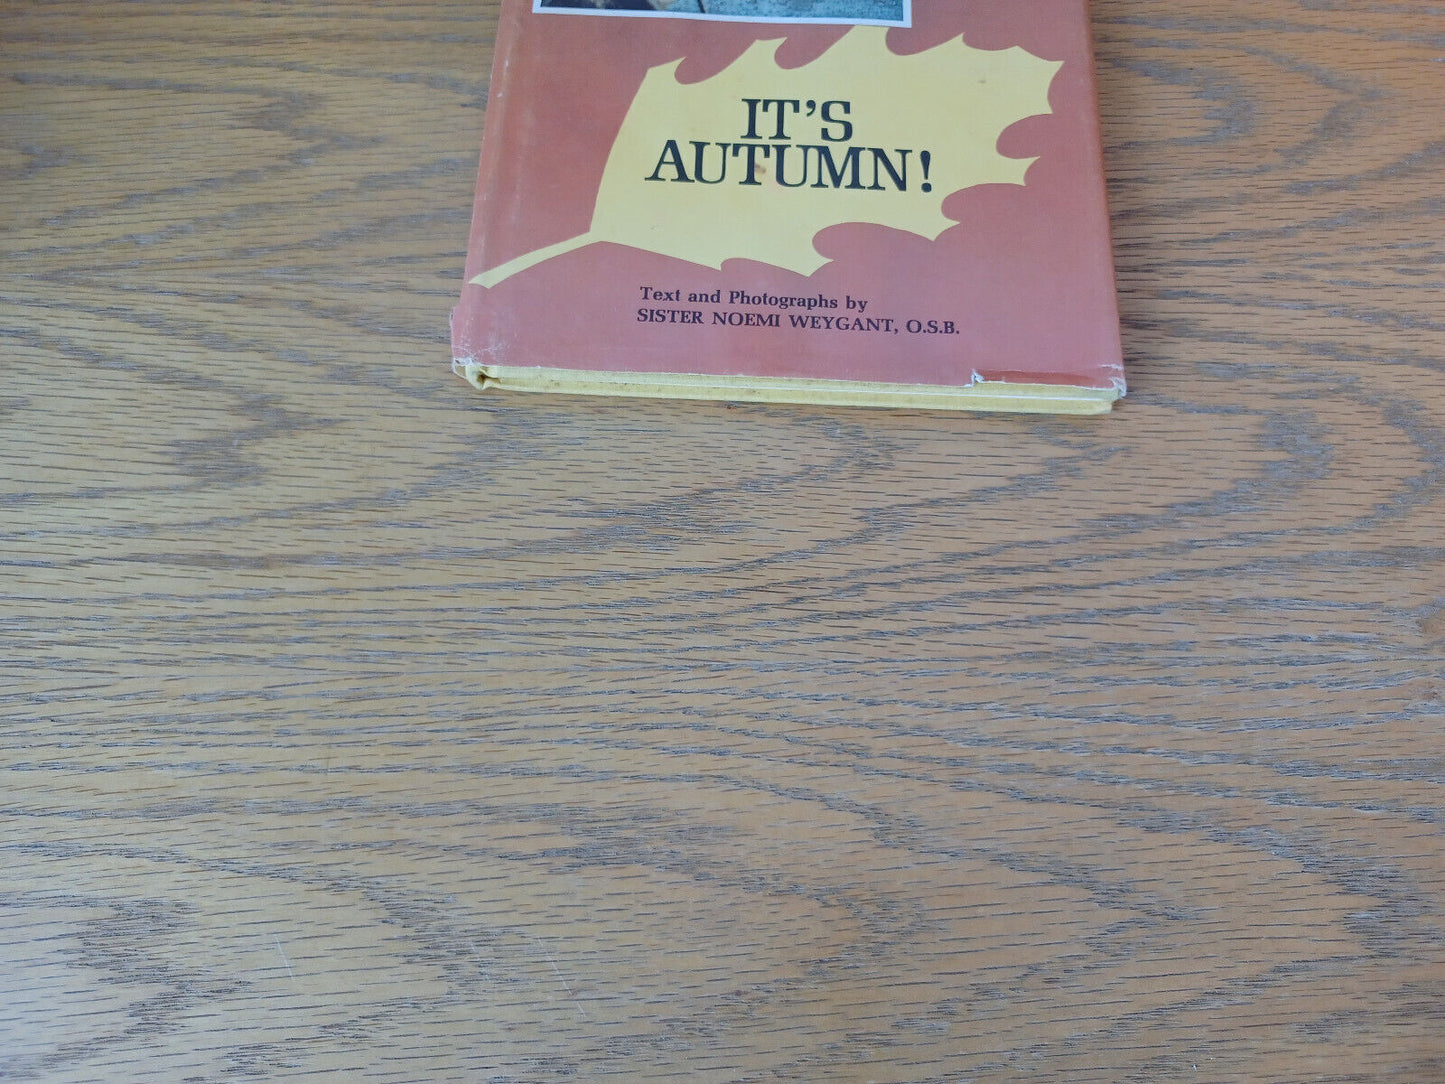 IT'S
AUTUMN!
Text and Photographs by
SISTER NOEMI WEYGANT, O.S.B.